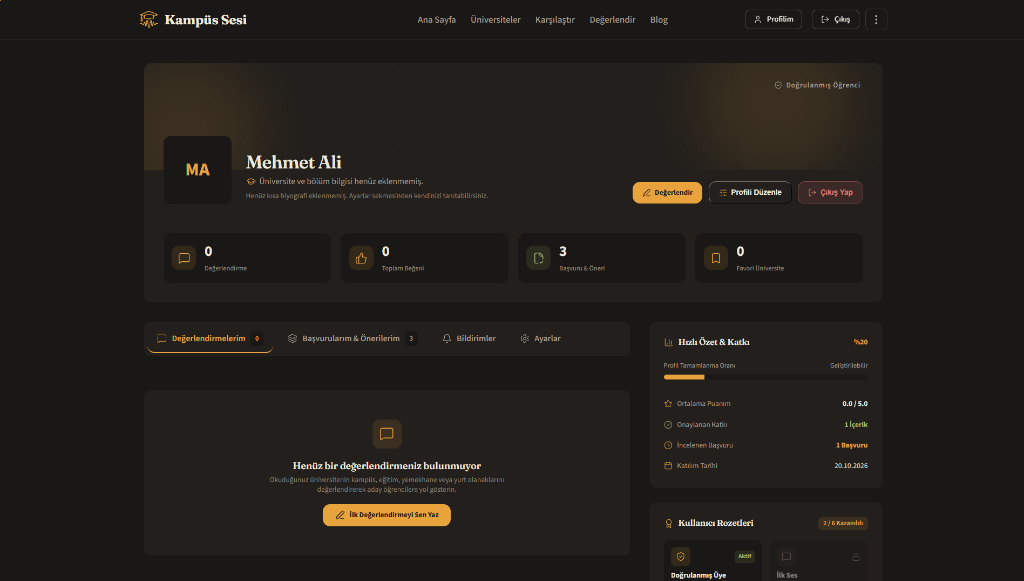 Kampüs Sesi
Ana Sayfa Üniversiteler Karşılaştır Değerlendir Blog
Profilim Çıkış
Doğrulanmış Öğrenci
MA
Mehmet Ali
Üniversite ve bölüm bilgisi henüz eklenmemiş.
Henüz kısa biyografi eklenmemiş. Ayarlar sekmesinden kendinizi tanıtabilirsiniz.
Değerlendir Profili Düzenle Çıkış Yap
0
Değerlendirme
0
Toplam Beğeni
3
Başvuru & Öneri
0
Favori Üniversite
Değerlendirmelerim 0 Başvurularım & Önerilerim 3 Bildirimler Ayarlar
Henüz bir değerlendirmeniz bulunmuyor
Okuduğunuz üniversitenin kampüs, eğitim, yemekhane veya yurt olanaklarını
değerlendirerek aday öğrencilere yol gösterin.
İlk Değerlendirmeyi Sen Yaz
Hızlı Özet & Katkı %20
Profil Tamamlanma Oranı Geliştirilebilir
Ortalama Puanım 0.0 / 5.0
Onaylanan Katkı 1 İçerik
İncelenen Başvuru 1 Başvuru
Katılım Tarihi 20.10.2026
Kullanıcı Rozetleri 2 / 6 Kazanıldı
Aktif
Doğrulanmış Üye
İlk Ses